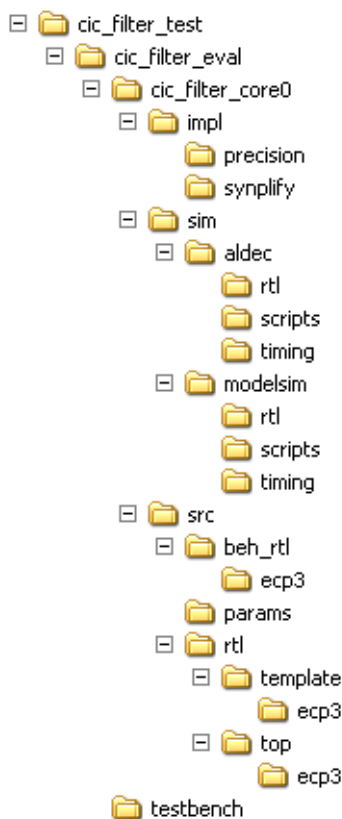 cic_filter_test
cic_filter_eval
cic_filter_core0
impl
precision
synplify
sim
aldec
rtl
scripts
timing
modelsim
rtl
scripts
timing
src
beh_rtl
ecp3
params
rtl
template
ecp3
top
ecp3
testbench